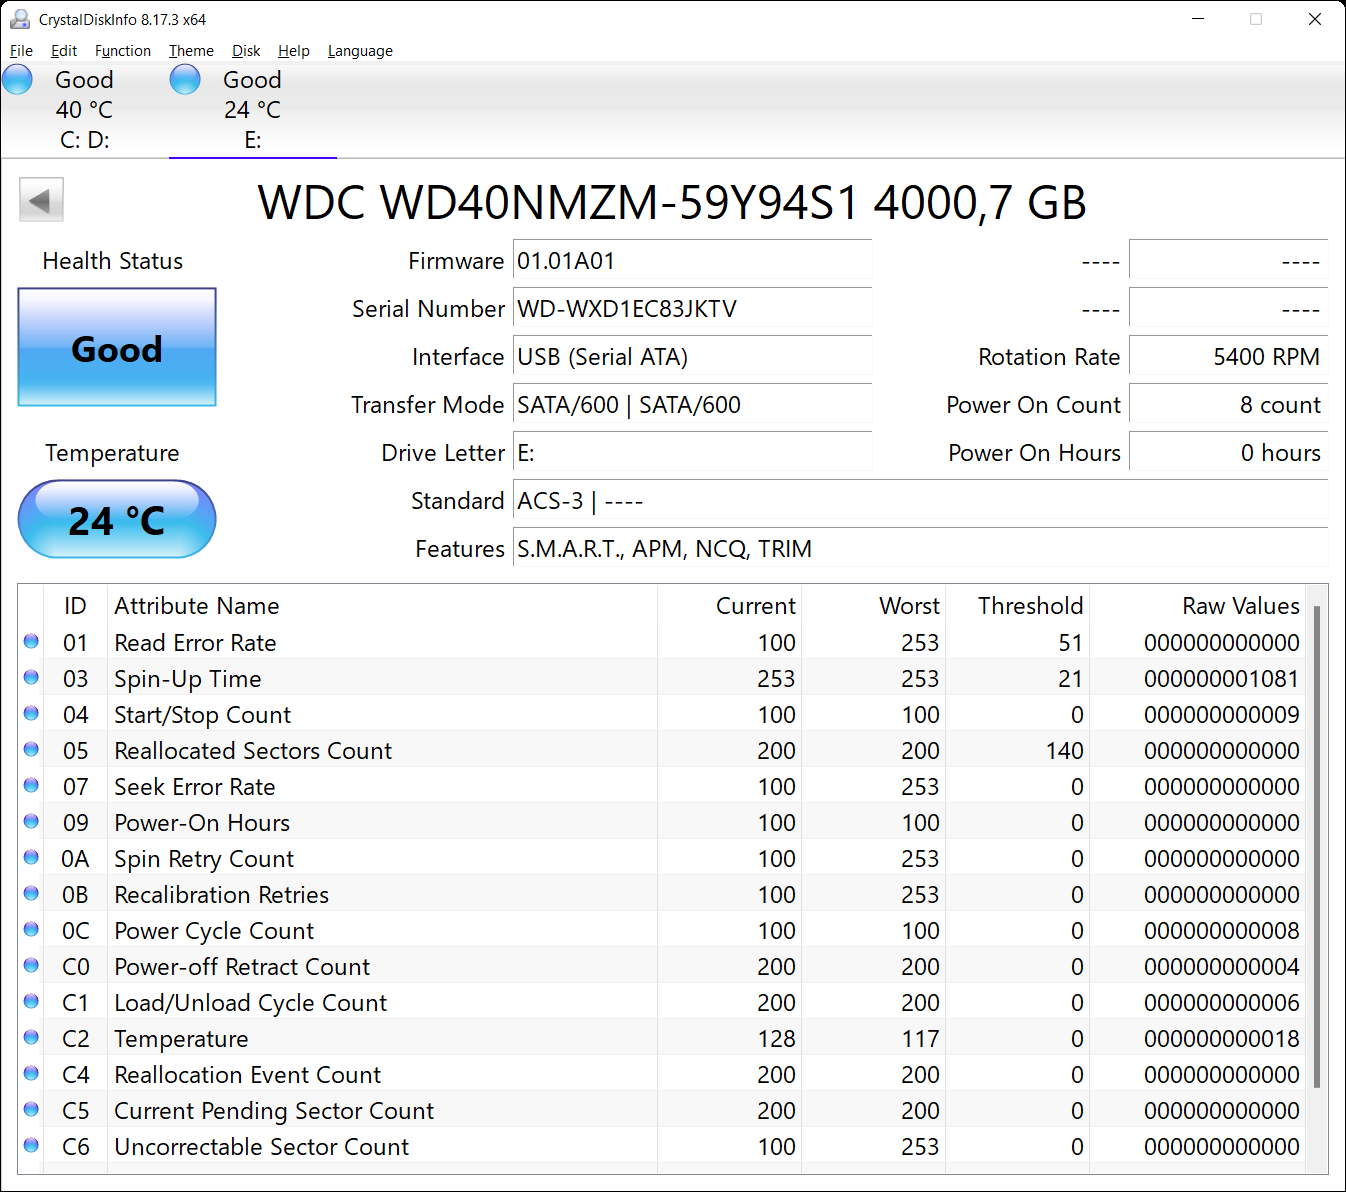 CrystalDiskInfo 8.17.3 x64
File Edit Function Theme Disk Help Language
Good Good
40 °C 24 °C
C: D: E:
WDC WD40NMZM-59Y94S1 4000,7 GB
Health Status
Good
Temperature
24 °C
Firmware 01.01A01 ---- ----
Serial Number WD-WXD1EC83JKTV ---- ----
Interface USB (Serial ATA) Rotation Rate 5400 RPM
Transfer Mode SATA/600 | SATA/600 Power On Count 8 count
Drive Letter E: Power On Hours 0 hours
Standard ACS-3 | ----
Features S.M.A.R.T., APM, NCQ, TRIM
ID Attribute Name Current Worst Threshold Raw Values
01 Read Error Rate 100 253 51 000000000000
03 Spin-Up Time 253 253 21 000000001081
04 Start/Stop Count 100 100 0 000000000009
05 Reallocated Sectors Count 200 200 140 000000000000
07 Seek Error Rate 100 253 0 000000000000
09 Power-On Hours 100 100 0 000000000000
0A Spin Retry Count 100 253 0 000000000000
0B Recalibration Retries 100 253 0 000000000000
0C Power Cycle Count 100 100 0 000000000008
C0 Power-off Retract Count 200 200 0 000000000004
C1 Load/Unload Cycle Count 200 200 0 000000000006
C2 Temperature 128 117 0 000000000018
C4 Reallocation Event Count 200 200 0 000000000000
C5 Current Pending Sector Count 200 200 0 000000000000
C6 Uncorrectable Sector Count 100 253 0 000000000000